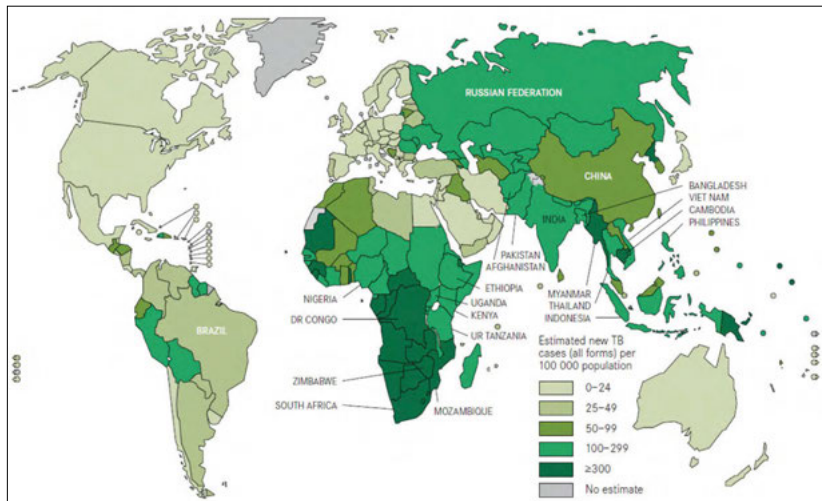 RUSSIAN FEDERATION
CHINA
BANGLADESH
VIET NAM
CAMBODIA
PHILIPPINES
INDIA
PAKISTAN
AFGHANISTAN
ETHIOPIA
UGANDA
KENYA
UR TANZANIA
NIGERIA
DR CONGO
BRAZIL
MYANMAR
THAILAND
INDONESIA
ZIMBABWE
SOUTH AFRICA
MOZAMBIQUE
Estimated new TB
cases (all forms) per
100 000 population
0–24
25–49
50–99
100–299
≥300
No estimate